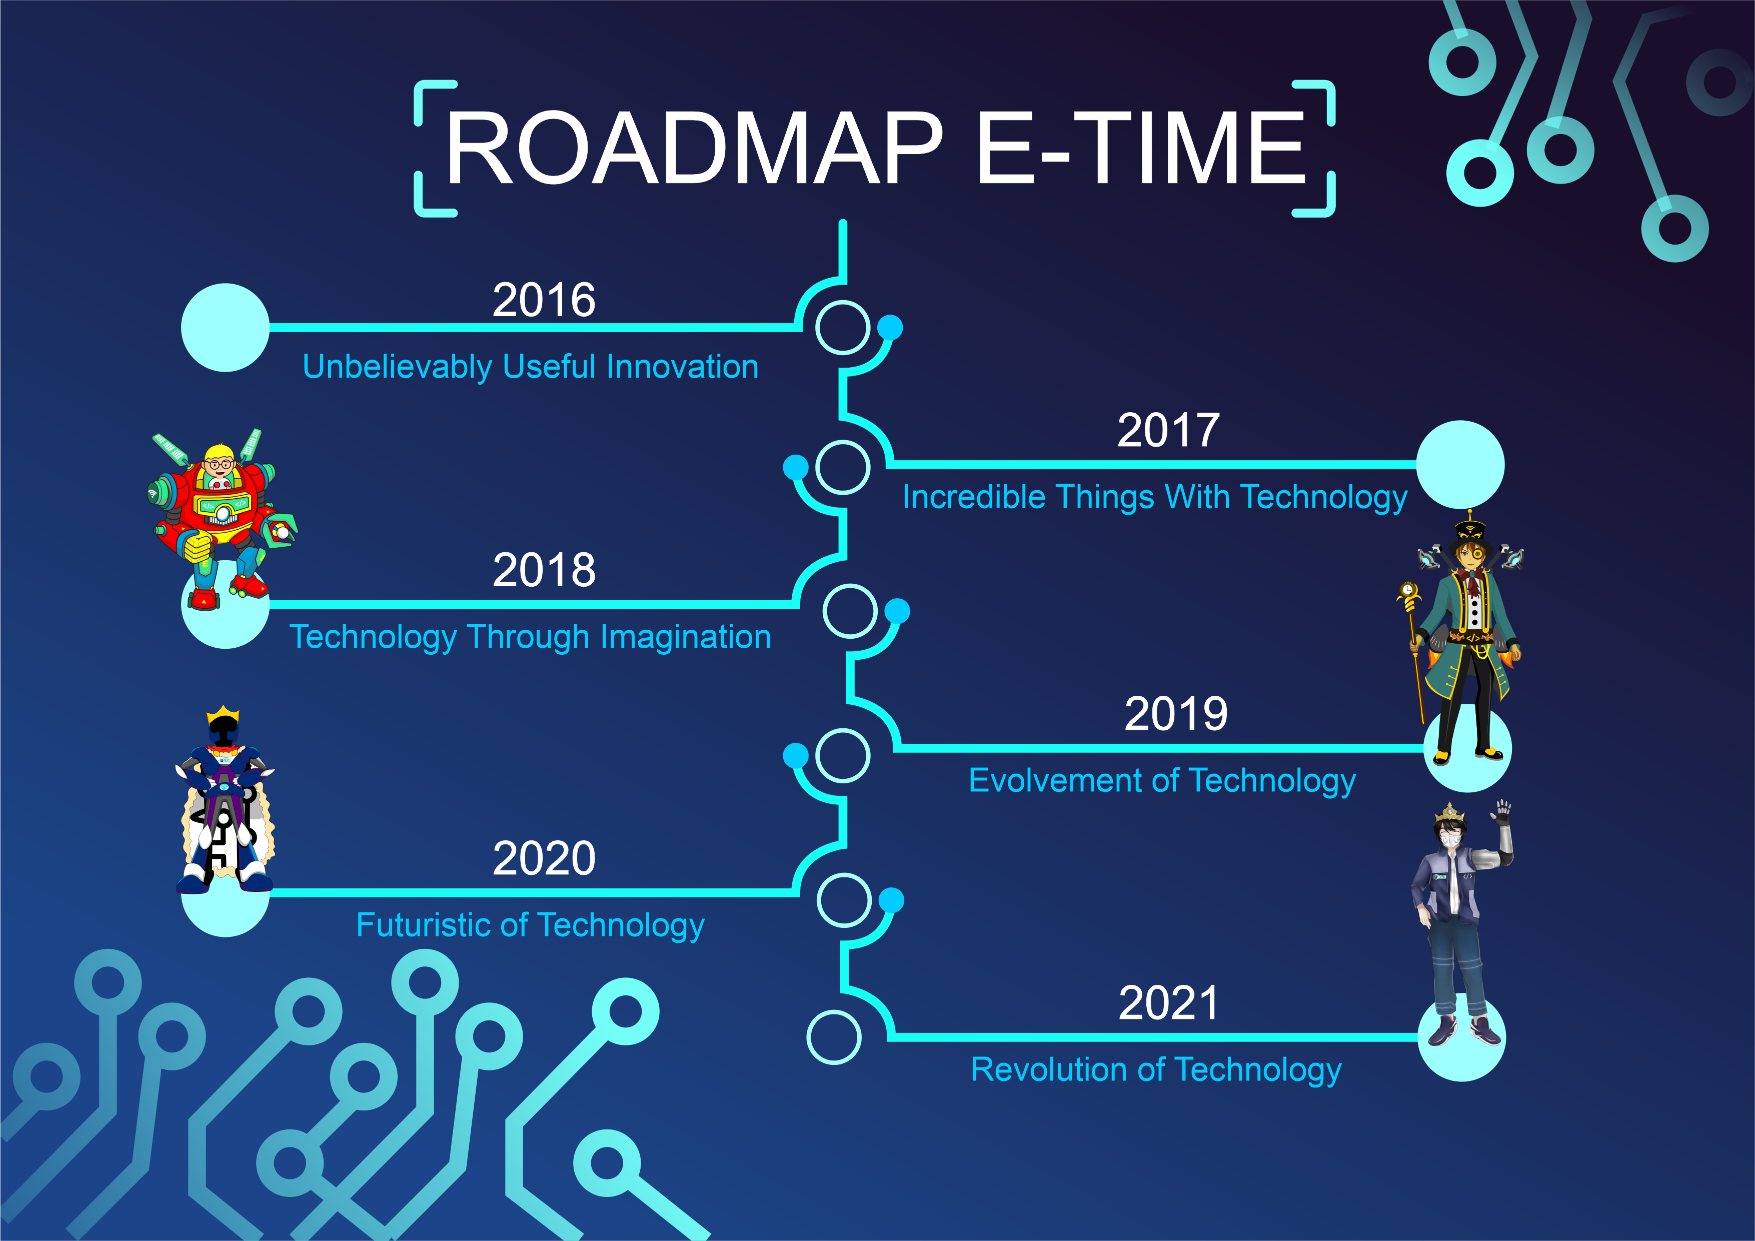 ROADMAP E-TIME
2016
Unbelievably Useful Innovation
2017
Incredible Things With Technology
2018
Technology Through Imagination
2019
Evolvement of Technology
2020
Futuristic of Technology
2021
Revolution of Technology